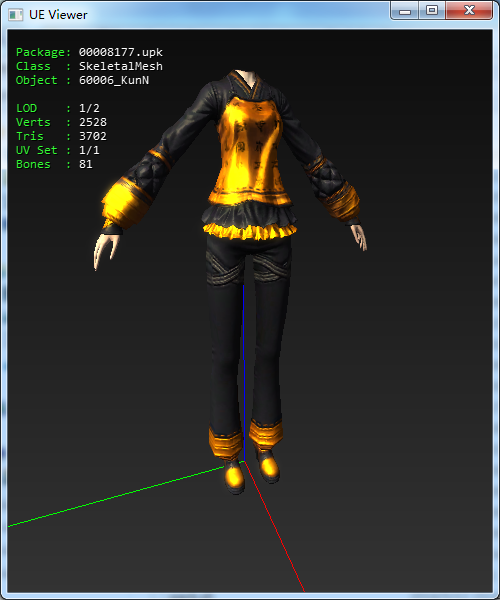 UE Viewer
Package: 00008177.upk
Class : SkeletalMesh
Object : 60006_KunN
LOD : 1/2
Verts : 2528
Tris : 3702
UV Set : 1/1
Bones : 81